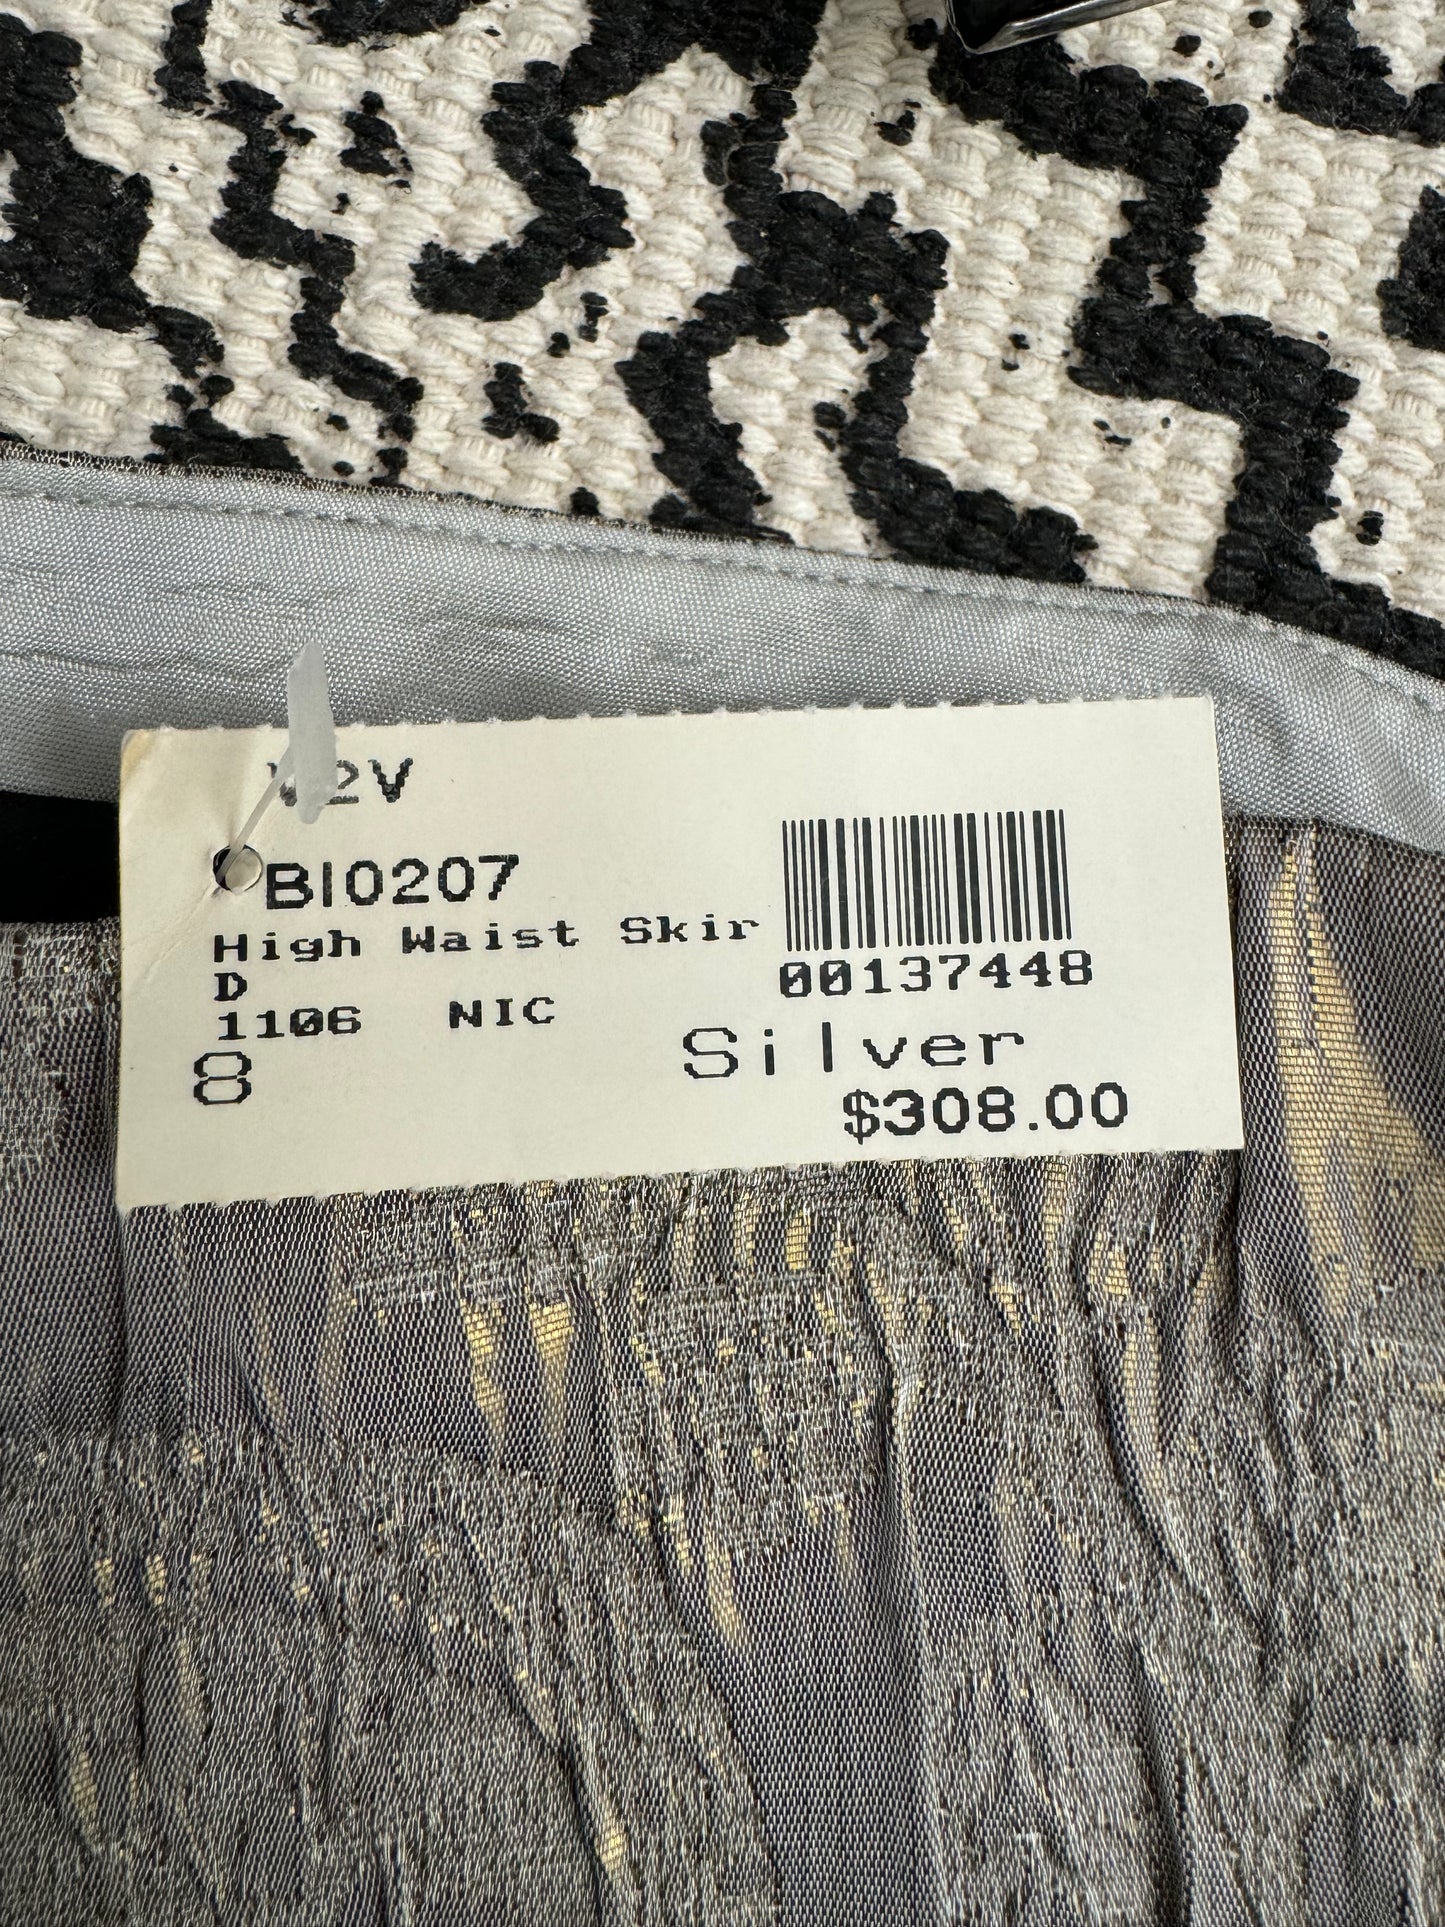 BI0207
High Waist Skir
D
1106 NIC
8
00137448
Silver
$308.00